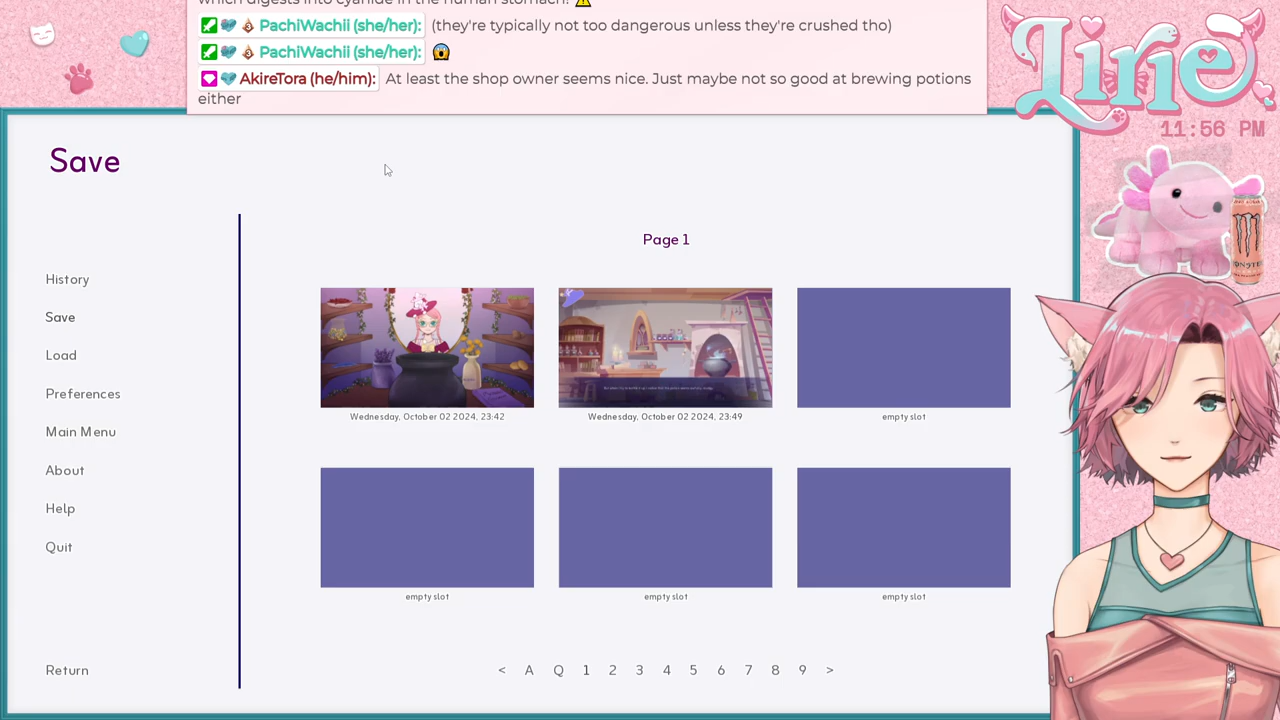 which digests into cyanide in the human stomach!
PachiWachii (she/her): (they're typically not too dangerous unless they're crushed tho)
PachiWachii (she/her):
AkireTora (he/him): At least the shop owner seems nice. Just maybe not so good at brewing potions
either
Lirie
11:56 PM
MONSTER
Save
Page 1
History
Save
Load
Preferences
Main Menu
About
Help
Quit
Return
Wednesday, October 02 2024, 23:42
Wednesday, October 02 2024, 23:49
empty slot
empty slot
empty slot
empty slot
< A Q 1 2 3 4 5 6 7 8 9 >